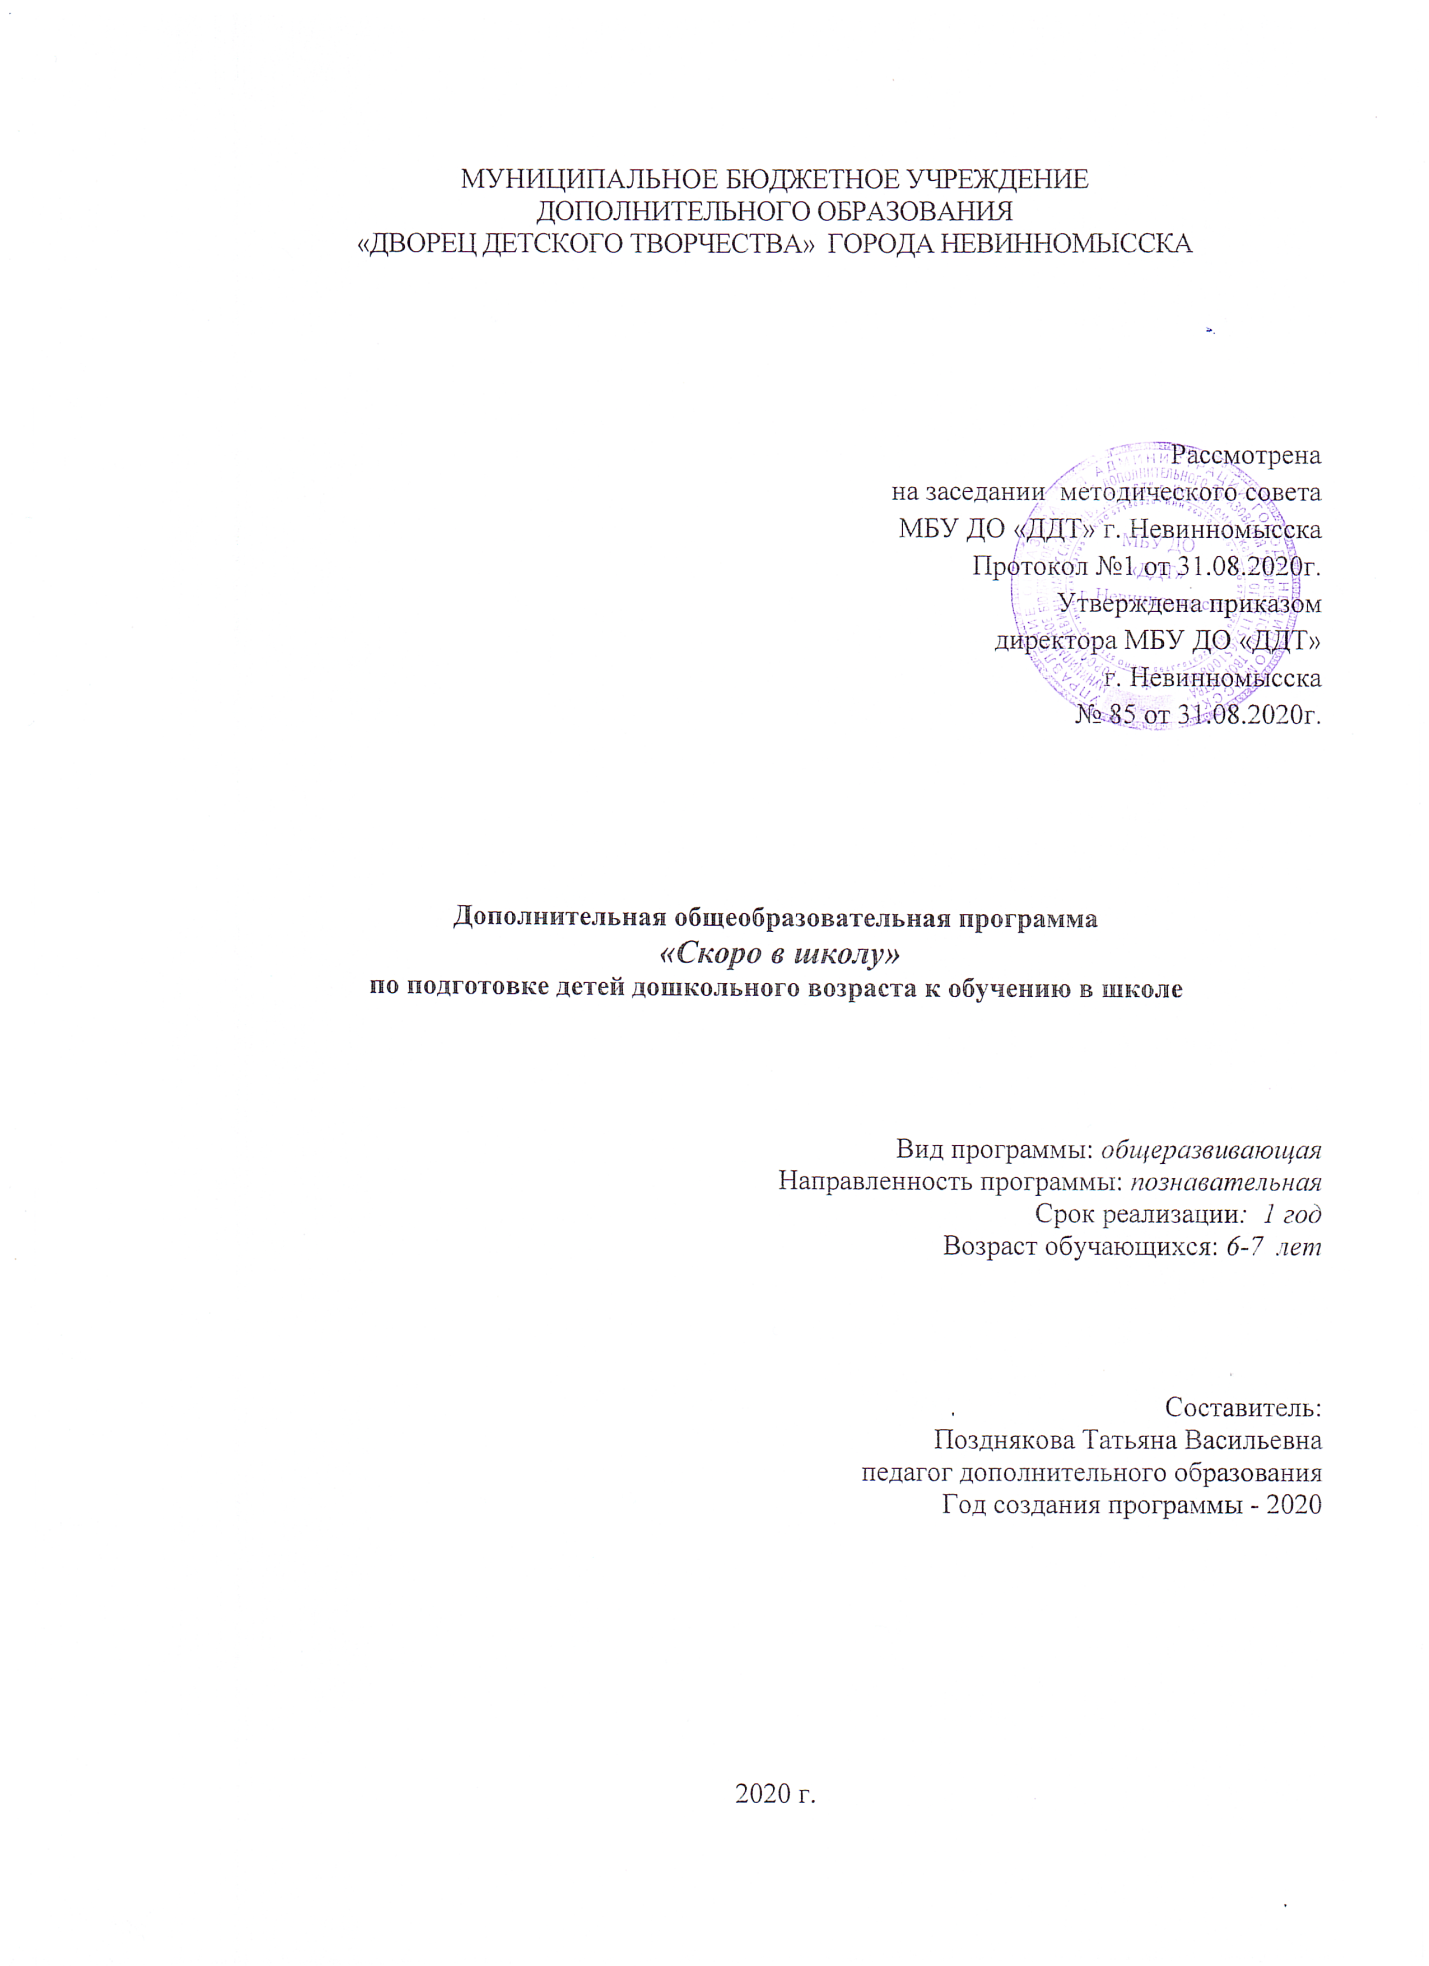 МУНИЦИПАЛЬНОЕ БЮДЖЕТНОЕ УЧРЕЖДЕНИЕ
ДОПОЛНИТЕЛЬНОГО ОБРАЗОВАНИЯ
«ДВОРЕЦ ДЕТСКОГО ТВОРЧЕСТВА» ГОРОДА НЕВИННОМЫССКА
Рассмотрена
на заседании методического совета
МБУ ДО «ДДТ» г. Невинномысска
Протокол №1 от 31.08.2020г.
Утверждена приказом
директора МБУ ДО «ДДТ»
г. Невинномысска
№ 85 от 31.08.2020г.
МБУ ДО
«ДДТ»
Дополнительная общеобразовательная программа
«Скоро в школу»
по подготовке детей дошкольного возраста к обучению в школе
Вид программы: общеразвивающая
Направленность программы: познавательная
Срок реализации: 1 год
Возраст обучающихся: 6-7 лет
Составитель:
Позднякова Татьяна Васильевна
педагог дополнительного образования
Год создания программы - 2020
2020 г.